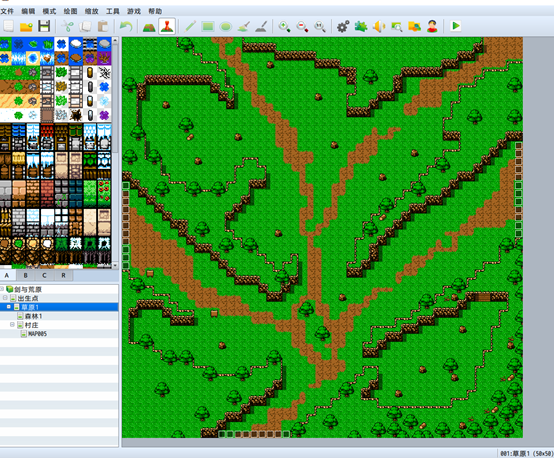 文件 编辑 模式 绘图 缩放 工具 游戏 帮助
A B C R
剑与荒原
出生点
草原1
森林1
村庄
MAP005
001:草原1 (50x50)